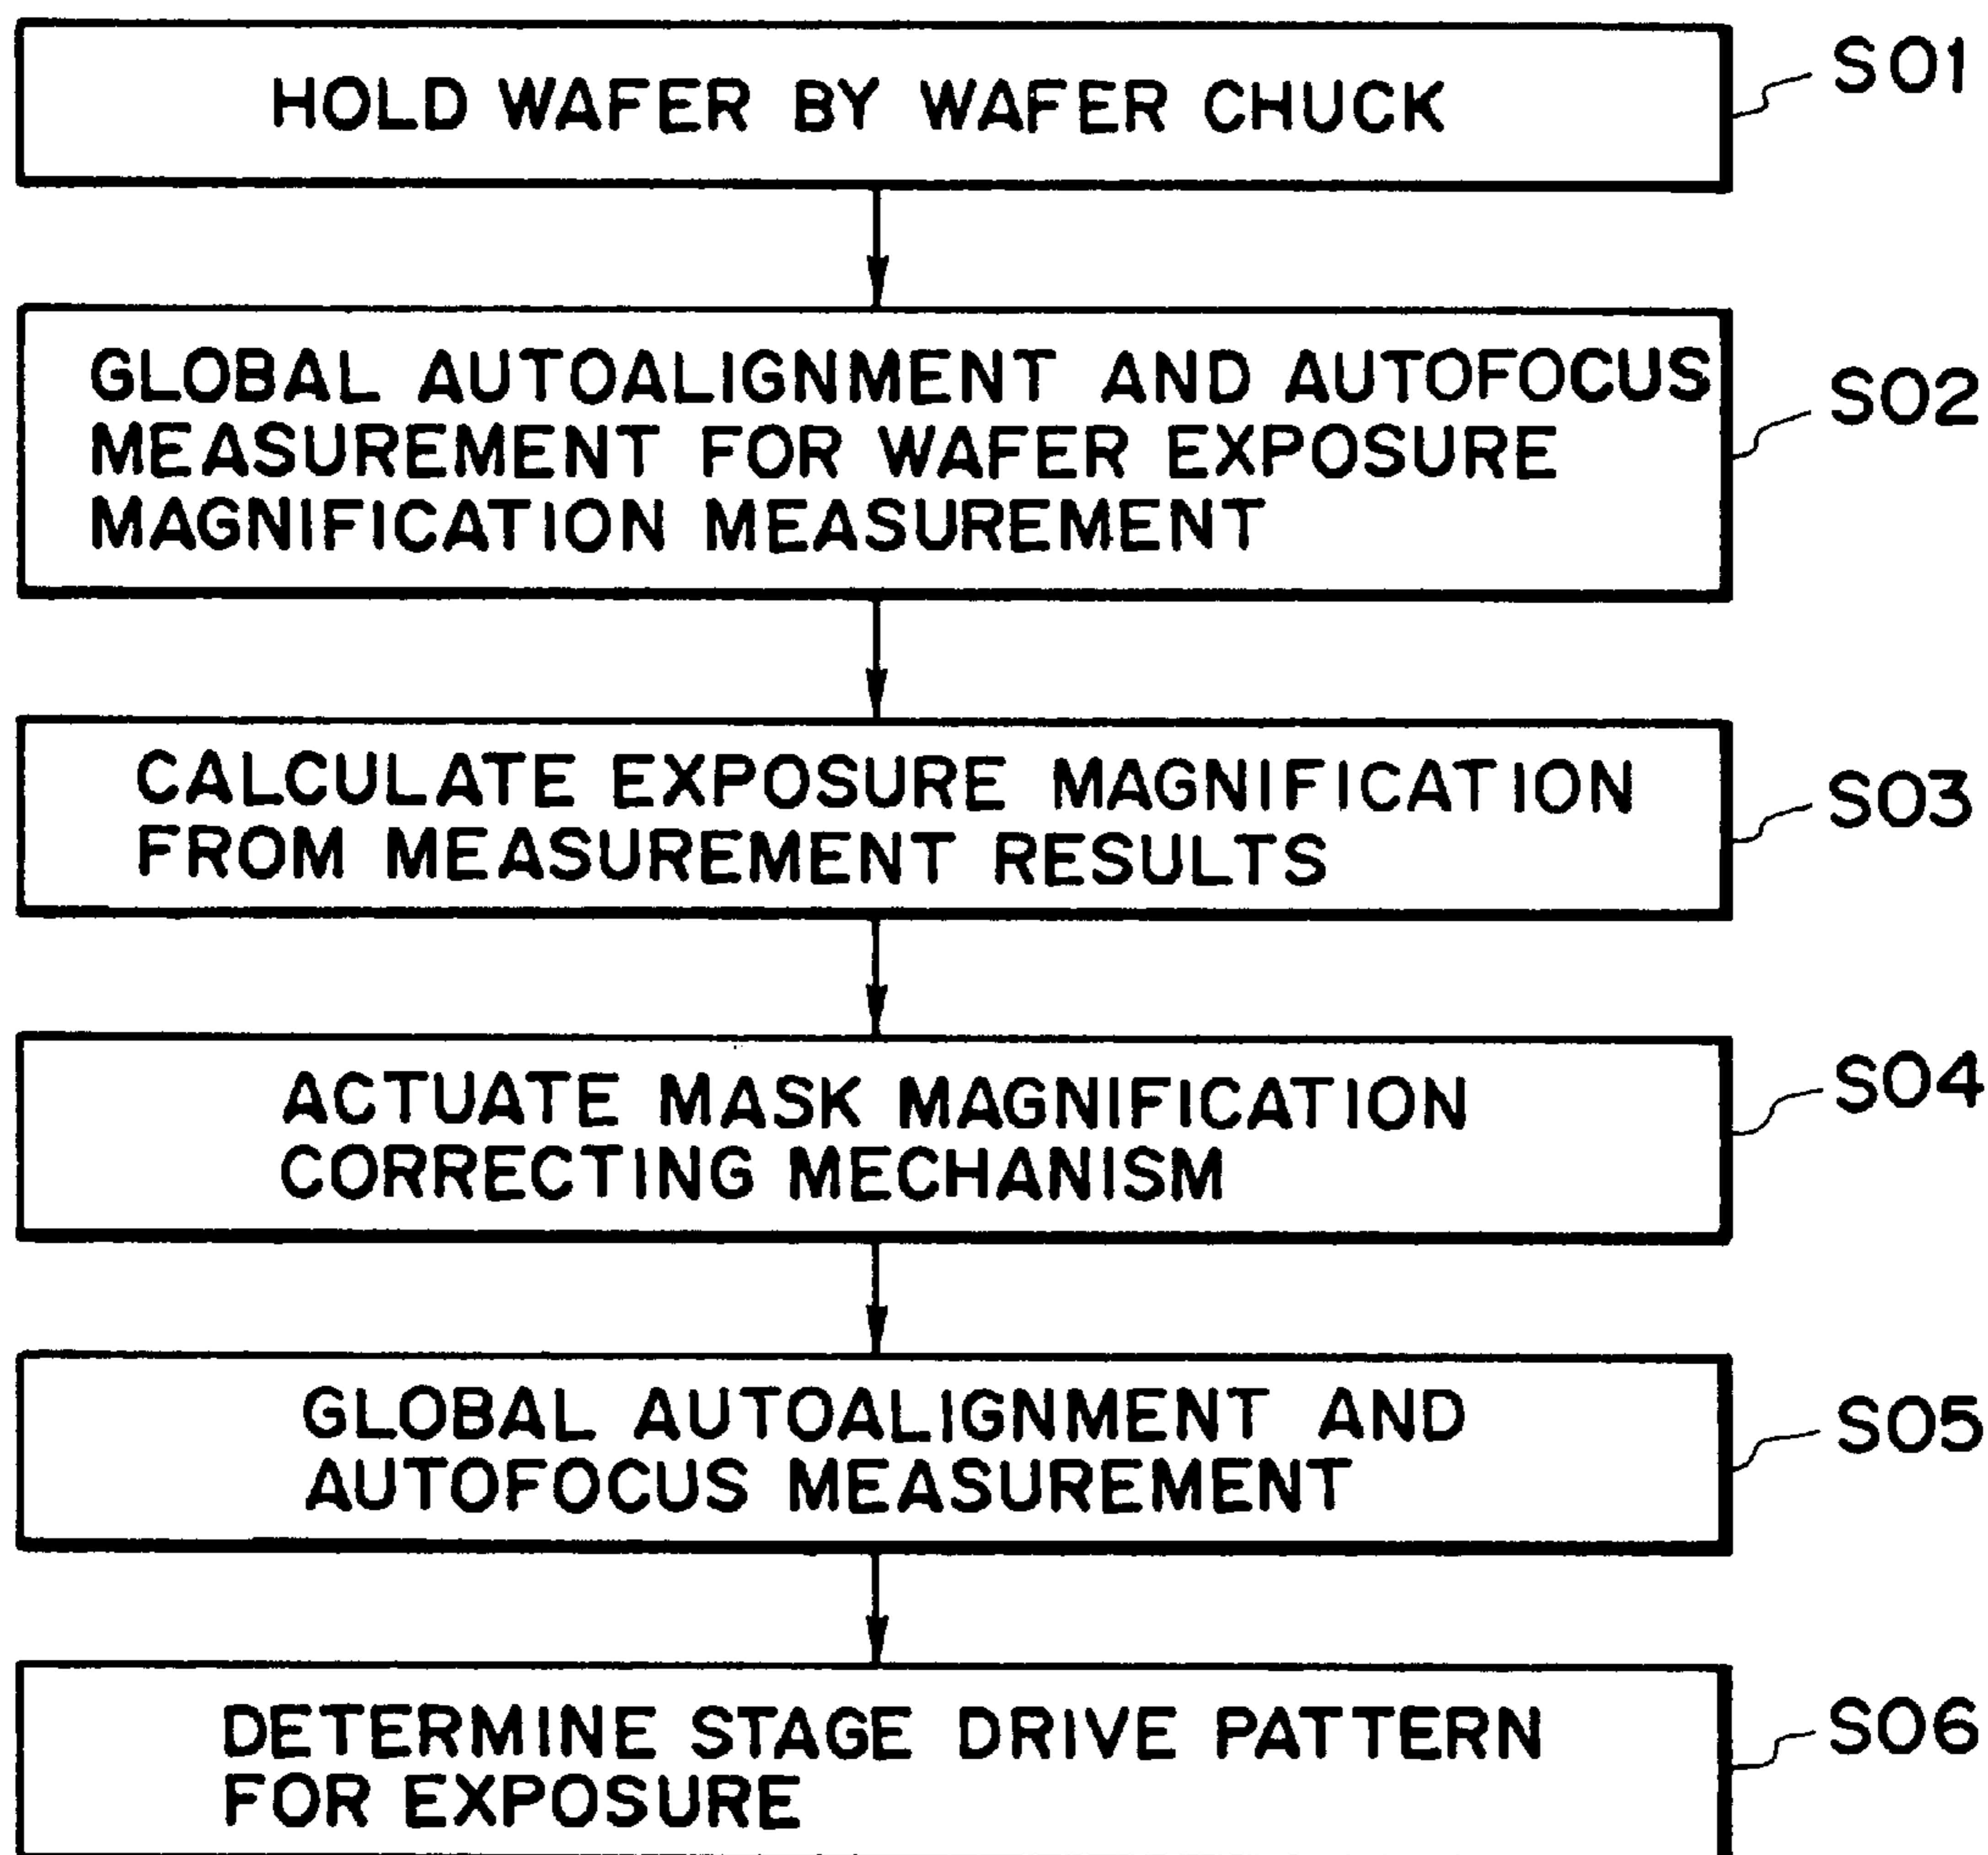 HOLD WAFER BY WAFER CHUCK
S01
GLOBAL AUTOALIGNMENT AND AUTOFOCUS
MEASUREMENT FOR WAFER EXPOSURE
MAGNIFICATION MEASUREMENT
S02
CALCULATE EXPOSURE MAGNIFICATION
FROM MEASUREMENT RESULTS
S03
ACTUATE MASK MAGNIFICATION
CORRECTING MECHANISM
S04
GLOBAL AUTOALIGNMENT AND
AUTOFOCUS MEASUREMENT
S05
DETERMINE STAGE DRIVE PATTERN
FOR EXPOSURE
S06